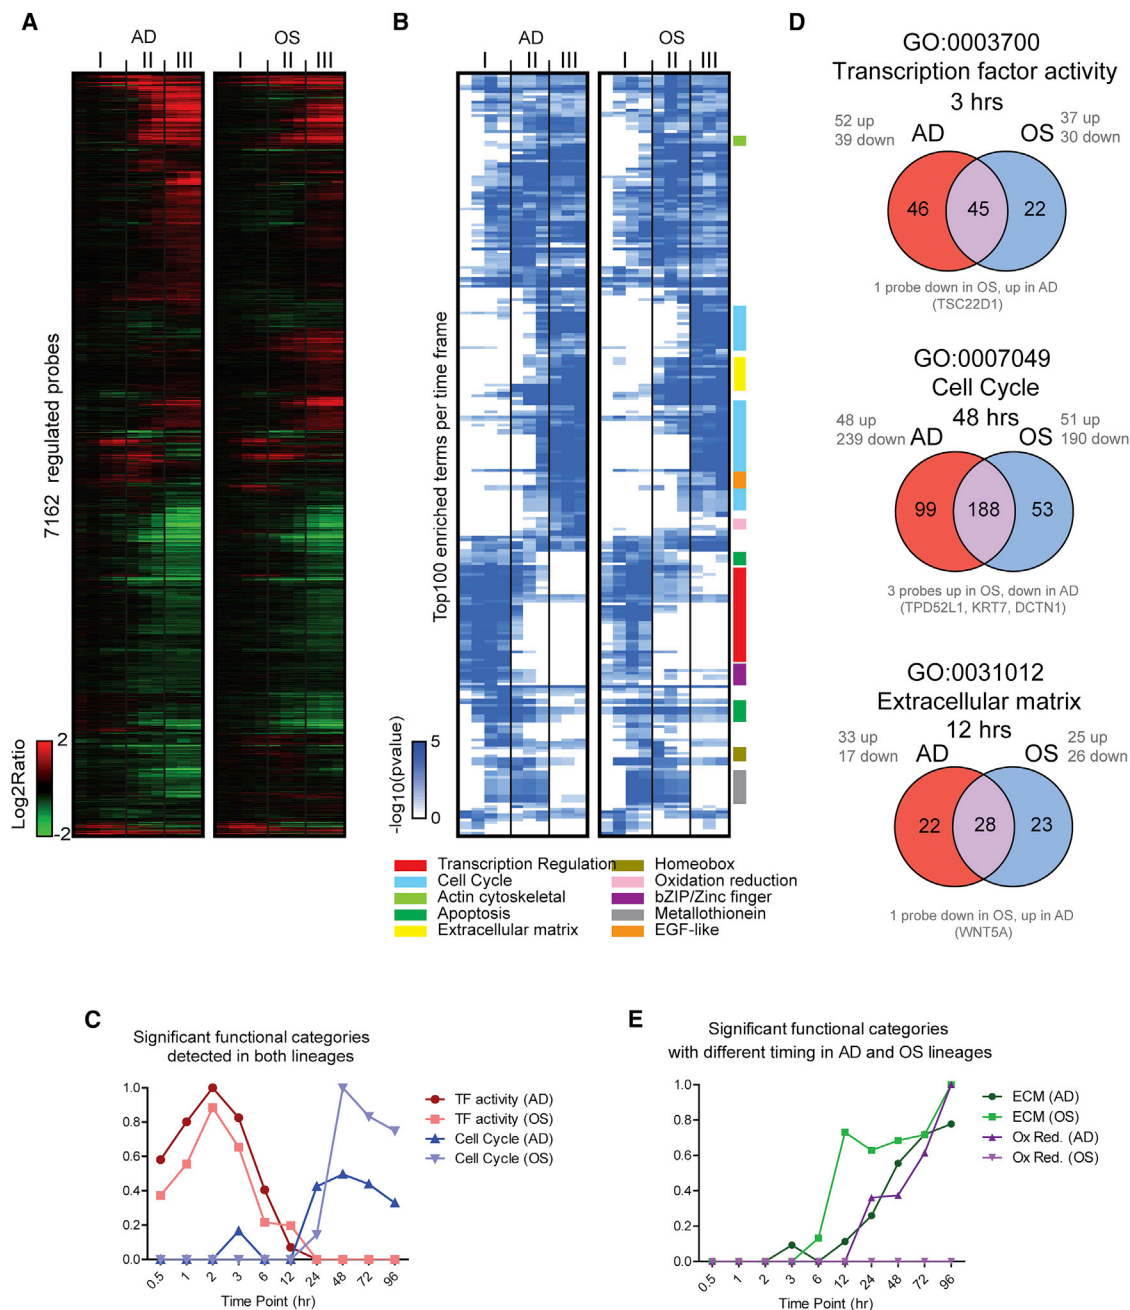 A
AD
OS
I
II
III
I
II
III
7162 regulated probes
Log2Ratio
2
-2
B
AD
OS
I
II
III
I
II
III
Top100 enriched terms per time frame
-log10(pvalue)
5
0
Transcription Regulation
Cell Cycle
Actin cytoskeletal
Apoptosis
Extracellular matrix
Homeobox
Oxidation reduction
bZIP/Zinc finger
Metallothionein
EGF-like
D
GO:0003700
Transcription factor activity
3 hrs
52 up
39 down
37 up
30 down
AD
OS
46
45
22
1 probe down in OS, up in AD
(TSC22D1)
GO:0007049
Cell Cycle
48 hrs
48 up
239 down
51 up
190 down
AD
OS
99
188
53
3 probes up in OS, down in AD
(TPD52L1, KRT7, DCTN1)
GO:0031012
Extracellular matrix
12 hrs
33 up
17 down
25 up
26 down
AD
OS
22
28
23
1 probe down in OS, up in AD
(WNT5A)
C
Significant functional categories
detected in both lineages
1.0
0.8
0.6
0.4
0.2
0.0
0.5
1
2
3
6
12
24
48
72
96
Time Point (hr)
TF activity (AD)
TF activity (OS)
Cell Cycle (AD)
Cell Cycle (OS)
E
Significant functional categories
with different timing in AD and OS lineages
1.0
0.8
0.6
0.4
0.2
0.0
0.5
1
2
3
6
12
24
48
72
96
Time Point (hr)
ECM (AD)
ECM (OS)
Ox Red. (AD)
Ox Red. (OS)